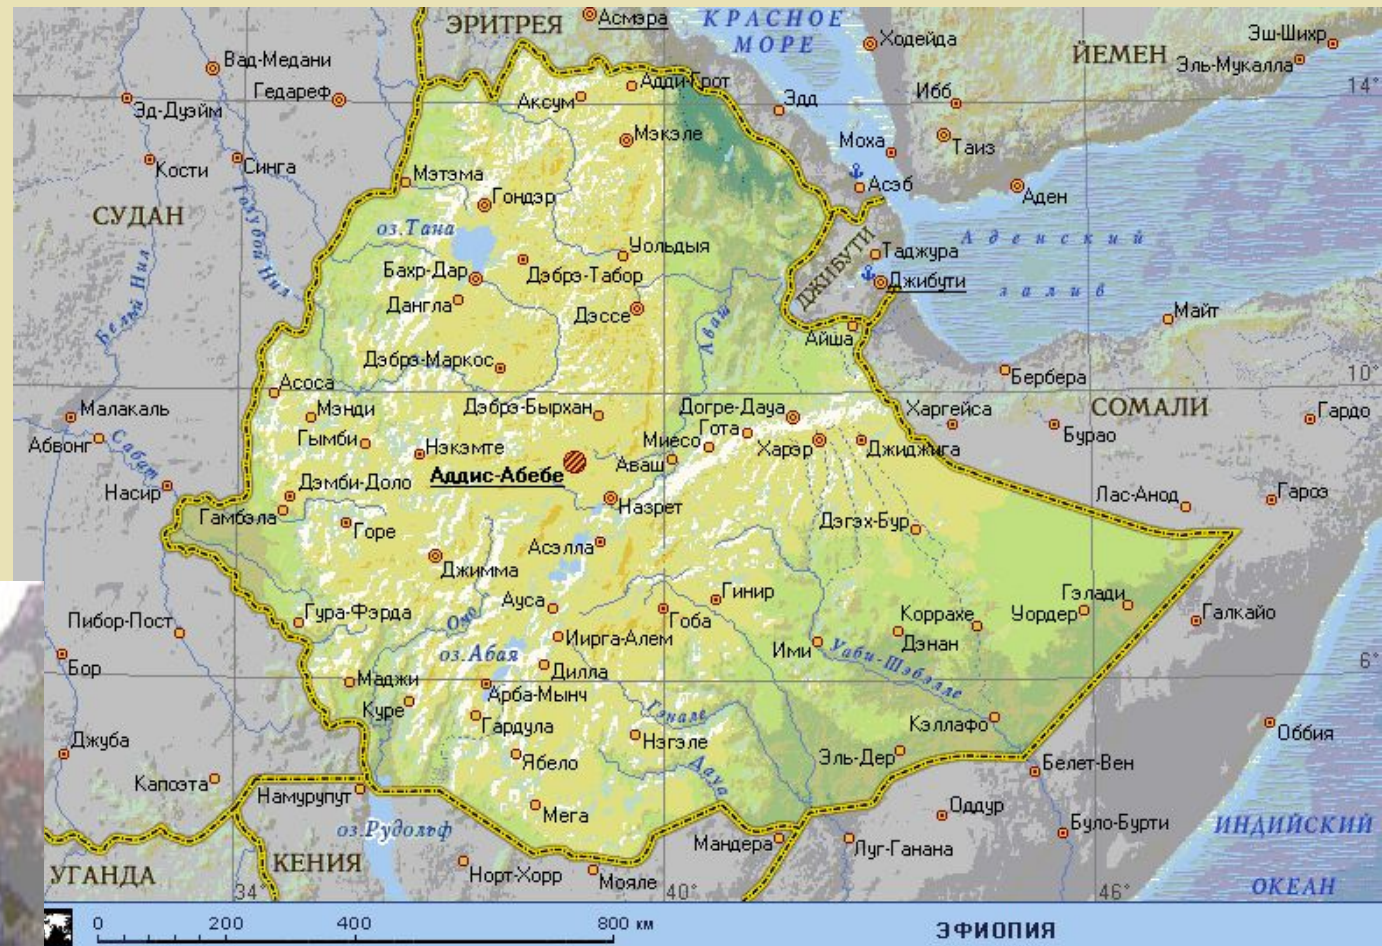 ЭРИТРЕЯ
Асмэра
КРАСНОЕ
МОРЕ
Ходейда
ЙЕМЕН
Эш-Шихр
Эль-Мукалла
Вад-Медани
Гедареф
Эд-Дуэйм
Аксум
Адди-Грот
Эдд
Ибб
14°
Мэкэле
Моха
Таиз
Кости
Синга
Мэтэма
Асэб
Аден
СУДАН
Голубой Нил
Гондэр
оз.Тана
Уольдыя
Таджура
Аденский
залив
Белый Нил
Бахр-Дар
Дэбрэ-Табор
ДЖИБУТИ
Джибути
Дангла
Дэссе
Аваш
Айша
Майт
Дэбрэ-Маркос
Бербера
10°
Асоса
Малакаль
Мэнди
Дэбрэ-Бырхан
Догре-Дауа
Харгейса
СОМАЛИ
Гардо
Абвонг
Сабат
Гымби
Нэкэмте
Миесо
Гота
Харэр
Джиджига
Бурао
Аддис-Абебе
Аваш
Насир
Дэмби-Доло
Назрет
Лас-Анод
Гароэ
Гамбэла
Горе
Дэгэх-Бур
Асэлла
Джимма
Гинир
Гэлади
Ауса
Гура-Фэрда
Омо
Гоба
Коррахе
Уордер
Галкайо
Пибор-Пост
Иирга-Алем
Ими
Дэнан
Бор
оз.Абая
Дилла
Уаби-Шэбэлле
6°
Маджи
Арба-Мынч
Куре
Гардула
Гэнале
Кэллафо
Оббия
Джуба
Нэгэле
Ябело
Дауа
Эль-Дер
Белет-Вен
Капоэта
Намурупут
Мега
Оддур
оз.Рудольф
Мандера
Луг-Ганана
Було-Бурти
ИНДИЙСКИЙ
ОКЕАН
УГАНДА
КЕНИЯ
34°
Норт-Хорр
Мояле
40°
46°
0 200 400 800 км
ЭФИОПИЯ